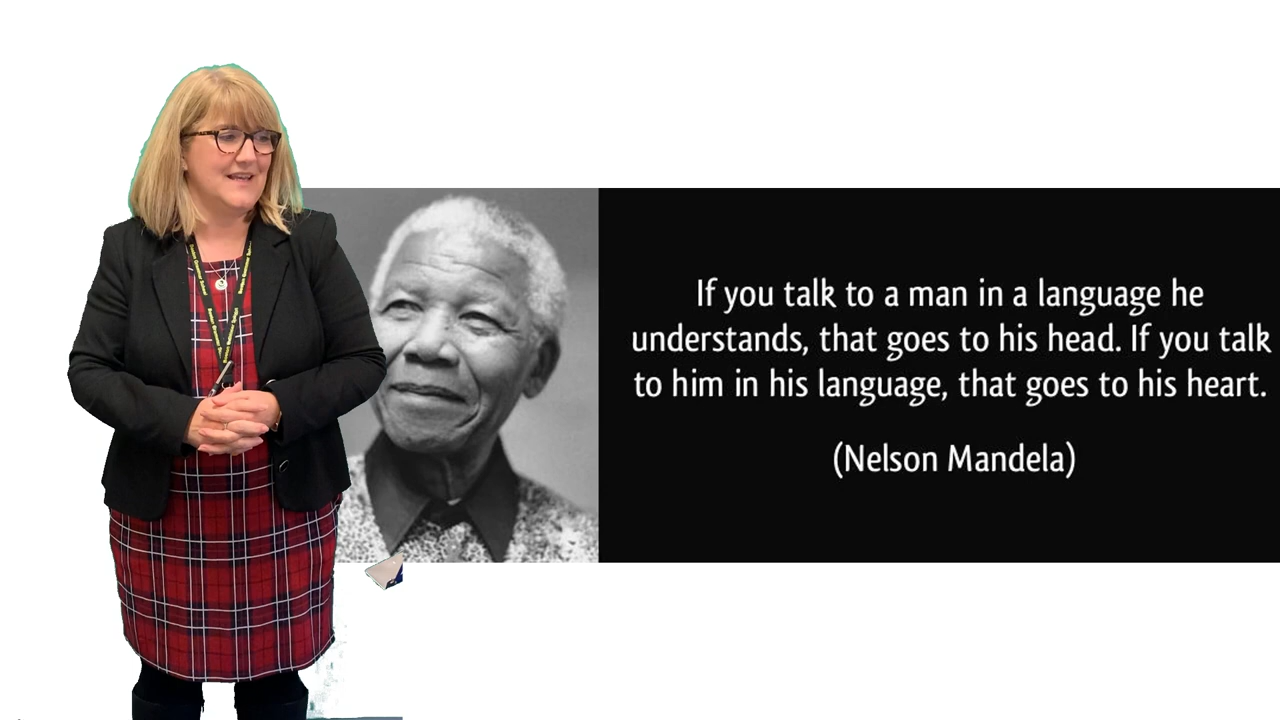 If you talk to a man in a language he
understands, that goes to his head. If you talk
to him in his language, that goes to his heart.
(Nelson Mandela)